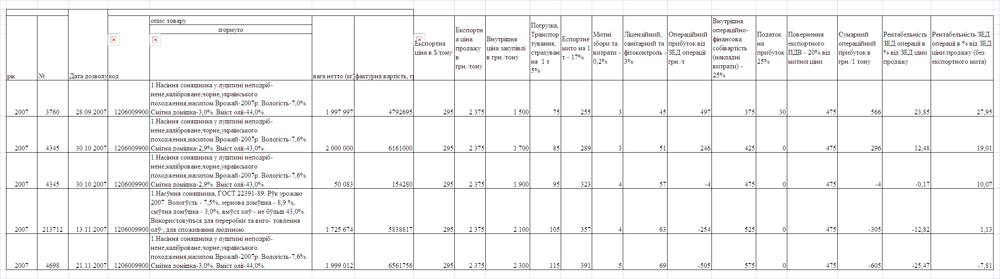 опис товару
згорнуто
рік
№
Дата дозволу
код
вага нетто (кг)
фактурна вартість, г
Експортна
ціна в $/тону
Експортн
а ціна
продажу
в
грн./тону
Внутрішня
ціна закупівлі
в грн./тону
Погрузка,
Транспор
тування,
страхуван
ня 1 т
5%
Еспортне
мито на 1
т - 17%
Митні
збори та
витрати -
0,2%
Ліцензійний,
санітарний та
фітоконтроль -
3%
Операційний
прибуток від
ЗЕД операції
грн./т
Внутрішня
операційно-
фінансова
собівартість
(накладні
витрати) -
25%
Податок
на
прибуток
25%
Повернення
експортного
ПДВ - 20% від
митної ціни
Сумарний
операційний
прибуток в
грн./1 тону
Рентабельність
ЗЕД операції в
% від ЗЕД ціни
продажу
Рентабельність ЗЕД
операції в % від ЗЕД
ціни продажу (без
експортного мита)
1.Насіння соняшника у лушпині неподріб-
нене,каліброване,чорне,українського
походження,насипом.Врожай-2007р. Вологість-7,0%.
2007 3760 28.09.2007 1206009900 Смітна домішка-3,0%. Вміст олії-44,0%. 1 997 997 4792695 295 2 375 1 500 75 255 3 45 497 375 30 475 566 23,85 27,95
1.Насіння соняшника у лушпині неподріб-
нене,каліброване,чорне,українського
походження,насипом.Врожай-2007р. Вологість-7,6%.
2007 4345 30.10.2007 1206009900 Смітна домішка-2,9%. Вміст олії-43,0%. 2 000 000 6161000 295 2 375 1 700 85 289 3 51 246 425 0 475 296 12,48 19,01
1.Насіння соняшника у лушпині неподріб-
нене,каліброване,чорне,українського
походження,насипом.Врожай-2007р. Вологість-7,6%.
2007 4345 30.10.2007 1206009900 Смітна домішка-2,9%. Вміст олії-43,0%. 50 083 154280 295 2 375 1 900 95 323 4 57 -4 475 0 475 -4 -0,17 10,07
1.Насўння соняшника, ГОСТ 22391-89. Рўк урожаю
2007. Вологўсть - 7,5%, зернова домўшка - 8,9 %,
смўтна домўшка - 3,0%, вмўст олў·- не бўльш 43,0%.
Використовуїться для переробки та виго- товлення
2007 213712 13.11.2007 1206009900 олў·, для споживання людиною. 1 725 674 5838817 295 2 375 2 100 105 357 4 63 -254 525 0 475 -305 -12,82 1,13
1.Насіння соняшника у лушпині неподріб-
нене,каліброване,чорне,українського
походження,насипом.Врожай-2007р. Вологість-7,6%.
2007 4698 21.11.2007 1206009900 Смітна домішка-3,0%. Вміст олії-44,0%. 1 999 012 6561756 295 2 375 2 300 115 391 5 69 -505 575 0 475 -605 -25,47 -7,81